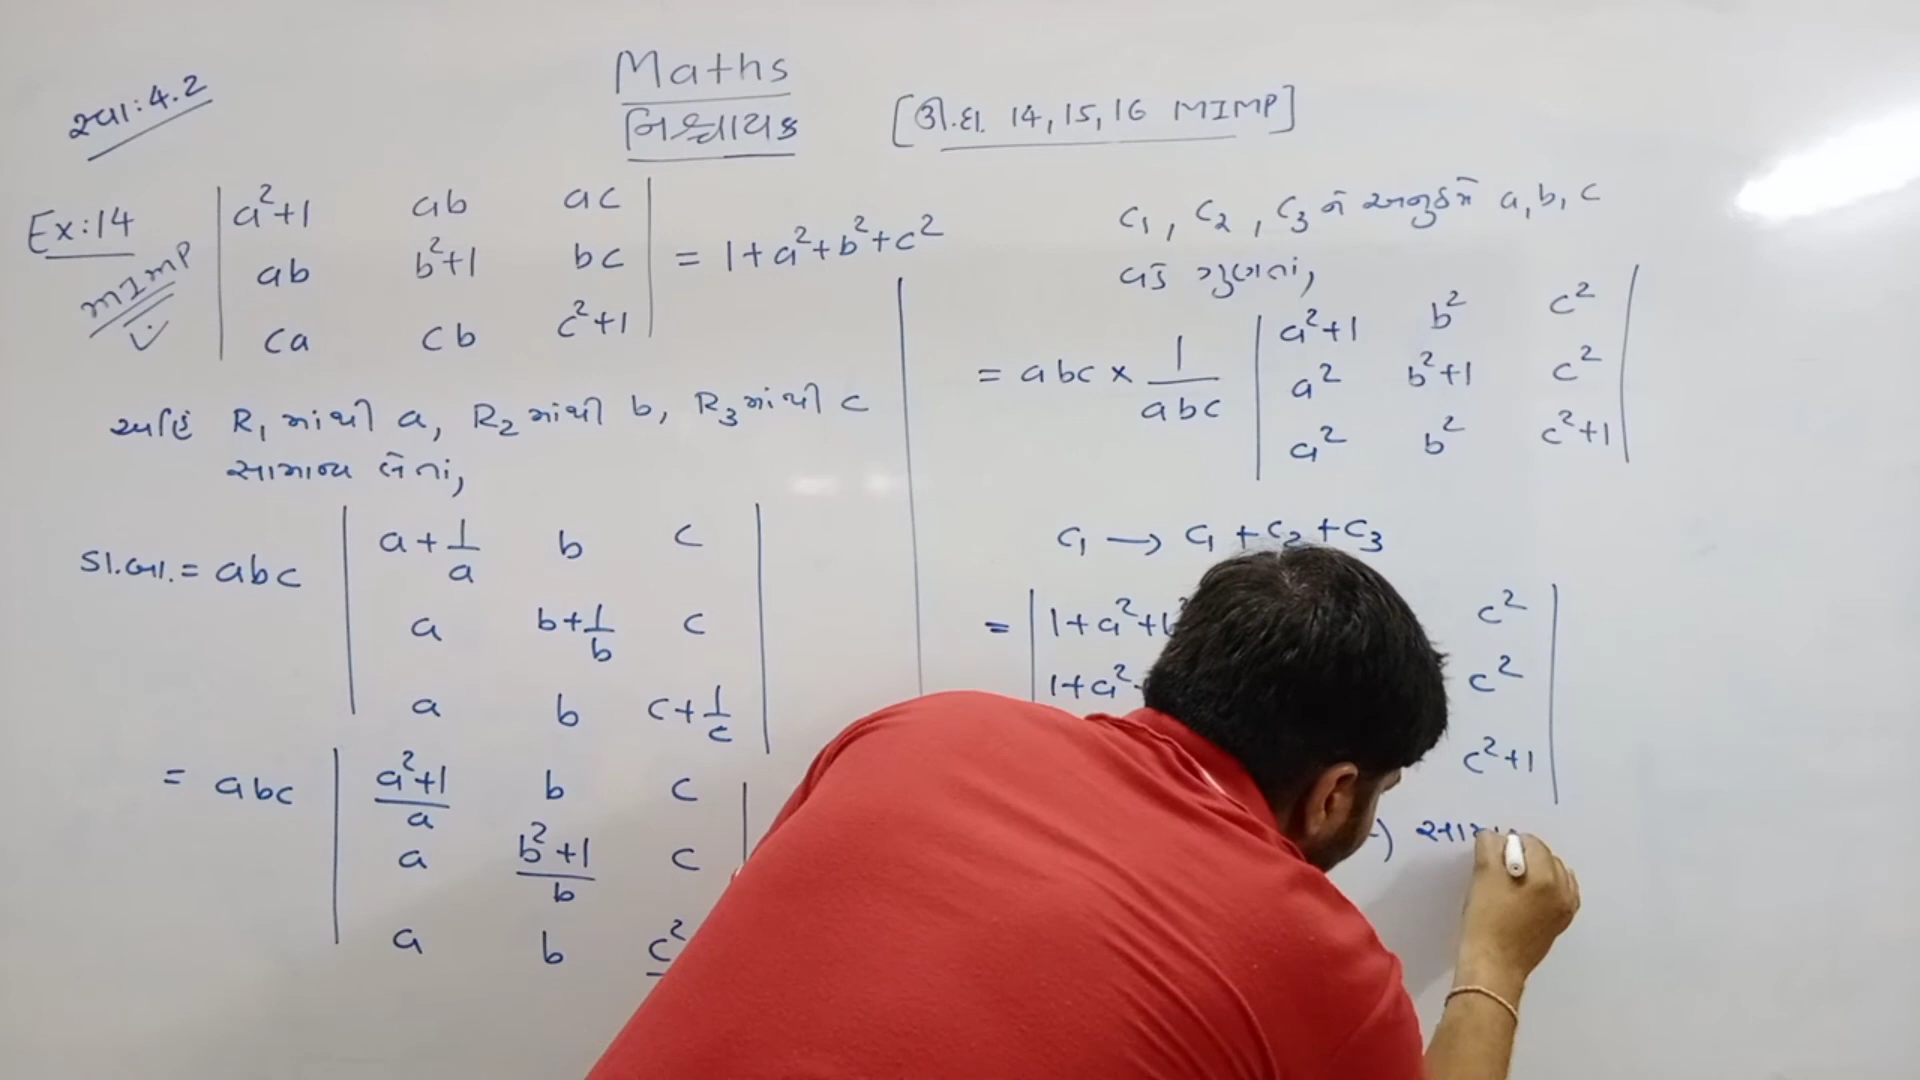 સ્વા:4.2
Maths
નિશ્ચાયક
[ઊ.દા. 14,15,16 MIMP]
Ex:14
MIMP
| a²+1 ab ac |
| ab b²+1 bc | = 1+a²+b²+c²
| ca cb c²+1 |
અહિં R₁ માંથી a, R₂ માંથી b, R₃ માંથી c
સામાન્ય લેતાં,
ડા.બા. = abc | a+1/a b c |
| a b+1/b c |
| a b c+1/c |
= abc | (a²+1)/a b c |
| a (b²+1)/b c |
| a b c²
C₁, C₂, C₃ ને અનુક્રમે a, b, c
વડે ગુણતાં,
= abc × 1/abc | a²+1 b² c² |
| a² b²+1 c² |
| a² b² c²+1 |
C₁ → C₁ + C₂ + C₃
= | 1+a²+b² c² |
| 1+a² c² |
c²+1 |
) સામા